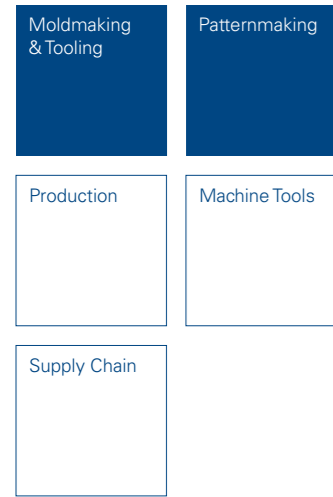 Moldmaking
& Tooling
Patternmaking
Production
Machine Tools
Supply Chain